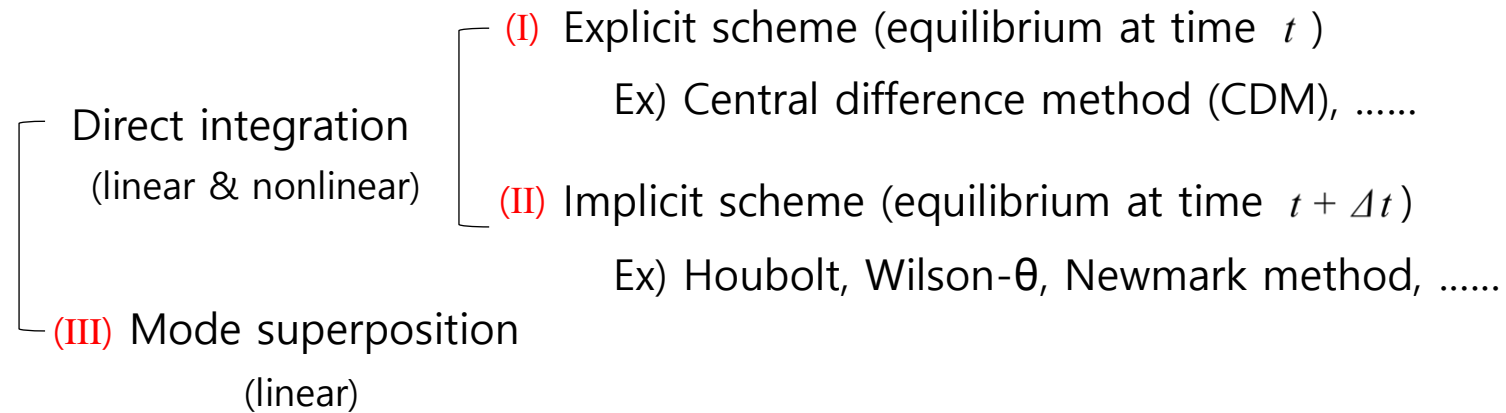 (I) Explicit scheme (equilibrium at time t )
Ex) Central difference method (CDM), ......
Direct integration
(linear & nonlinear)
(II) Implicit scheme (equilibrium at time t + Δt )
Ex) Houbolt, Wilson-θ, Newmark method, ......
(III) Mode superposition
(linear)